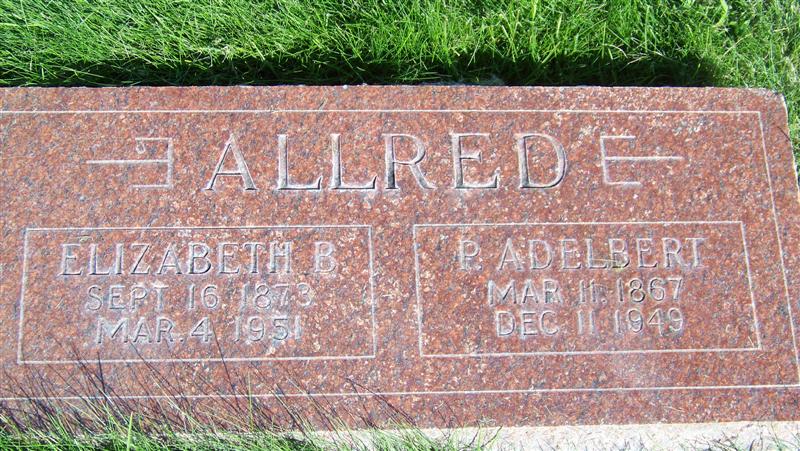 ALLRED
ELIZABETH B.
SEPT. 16 1873
MAR. 4 1951
P. ADELBERT
MAR. 11. 1867
DEC. 11 1949